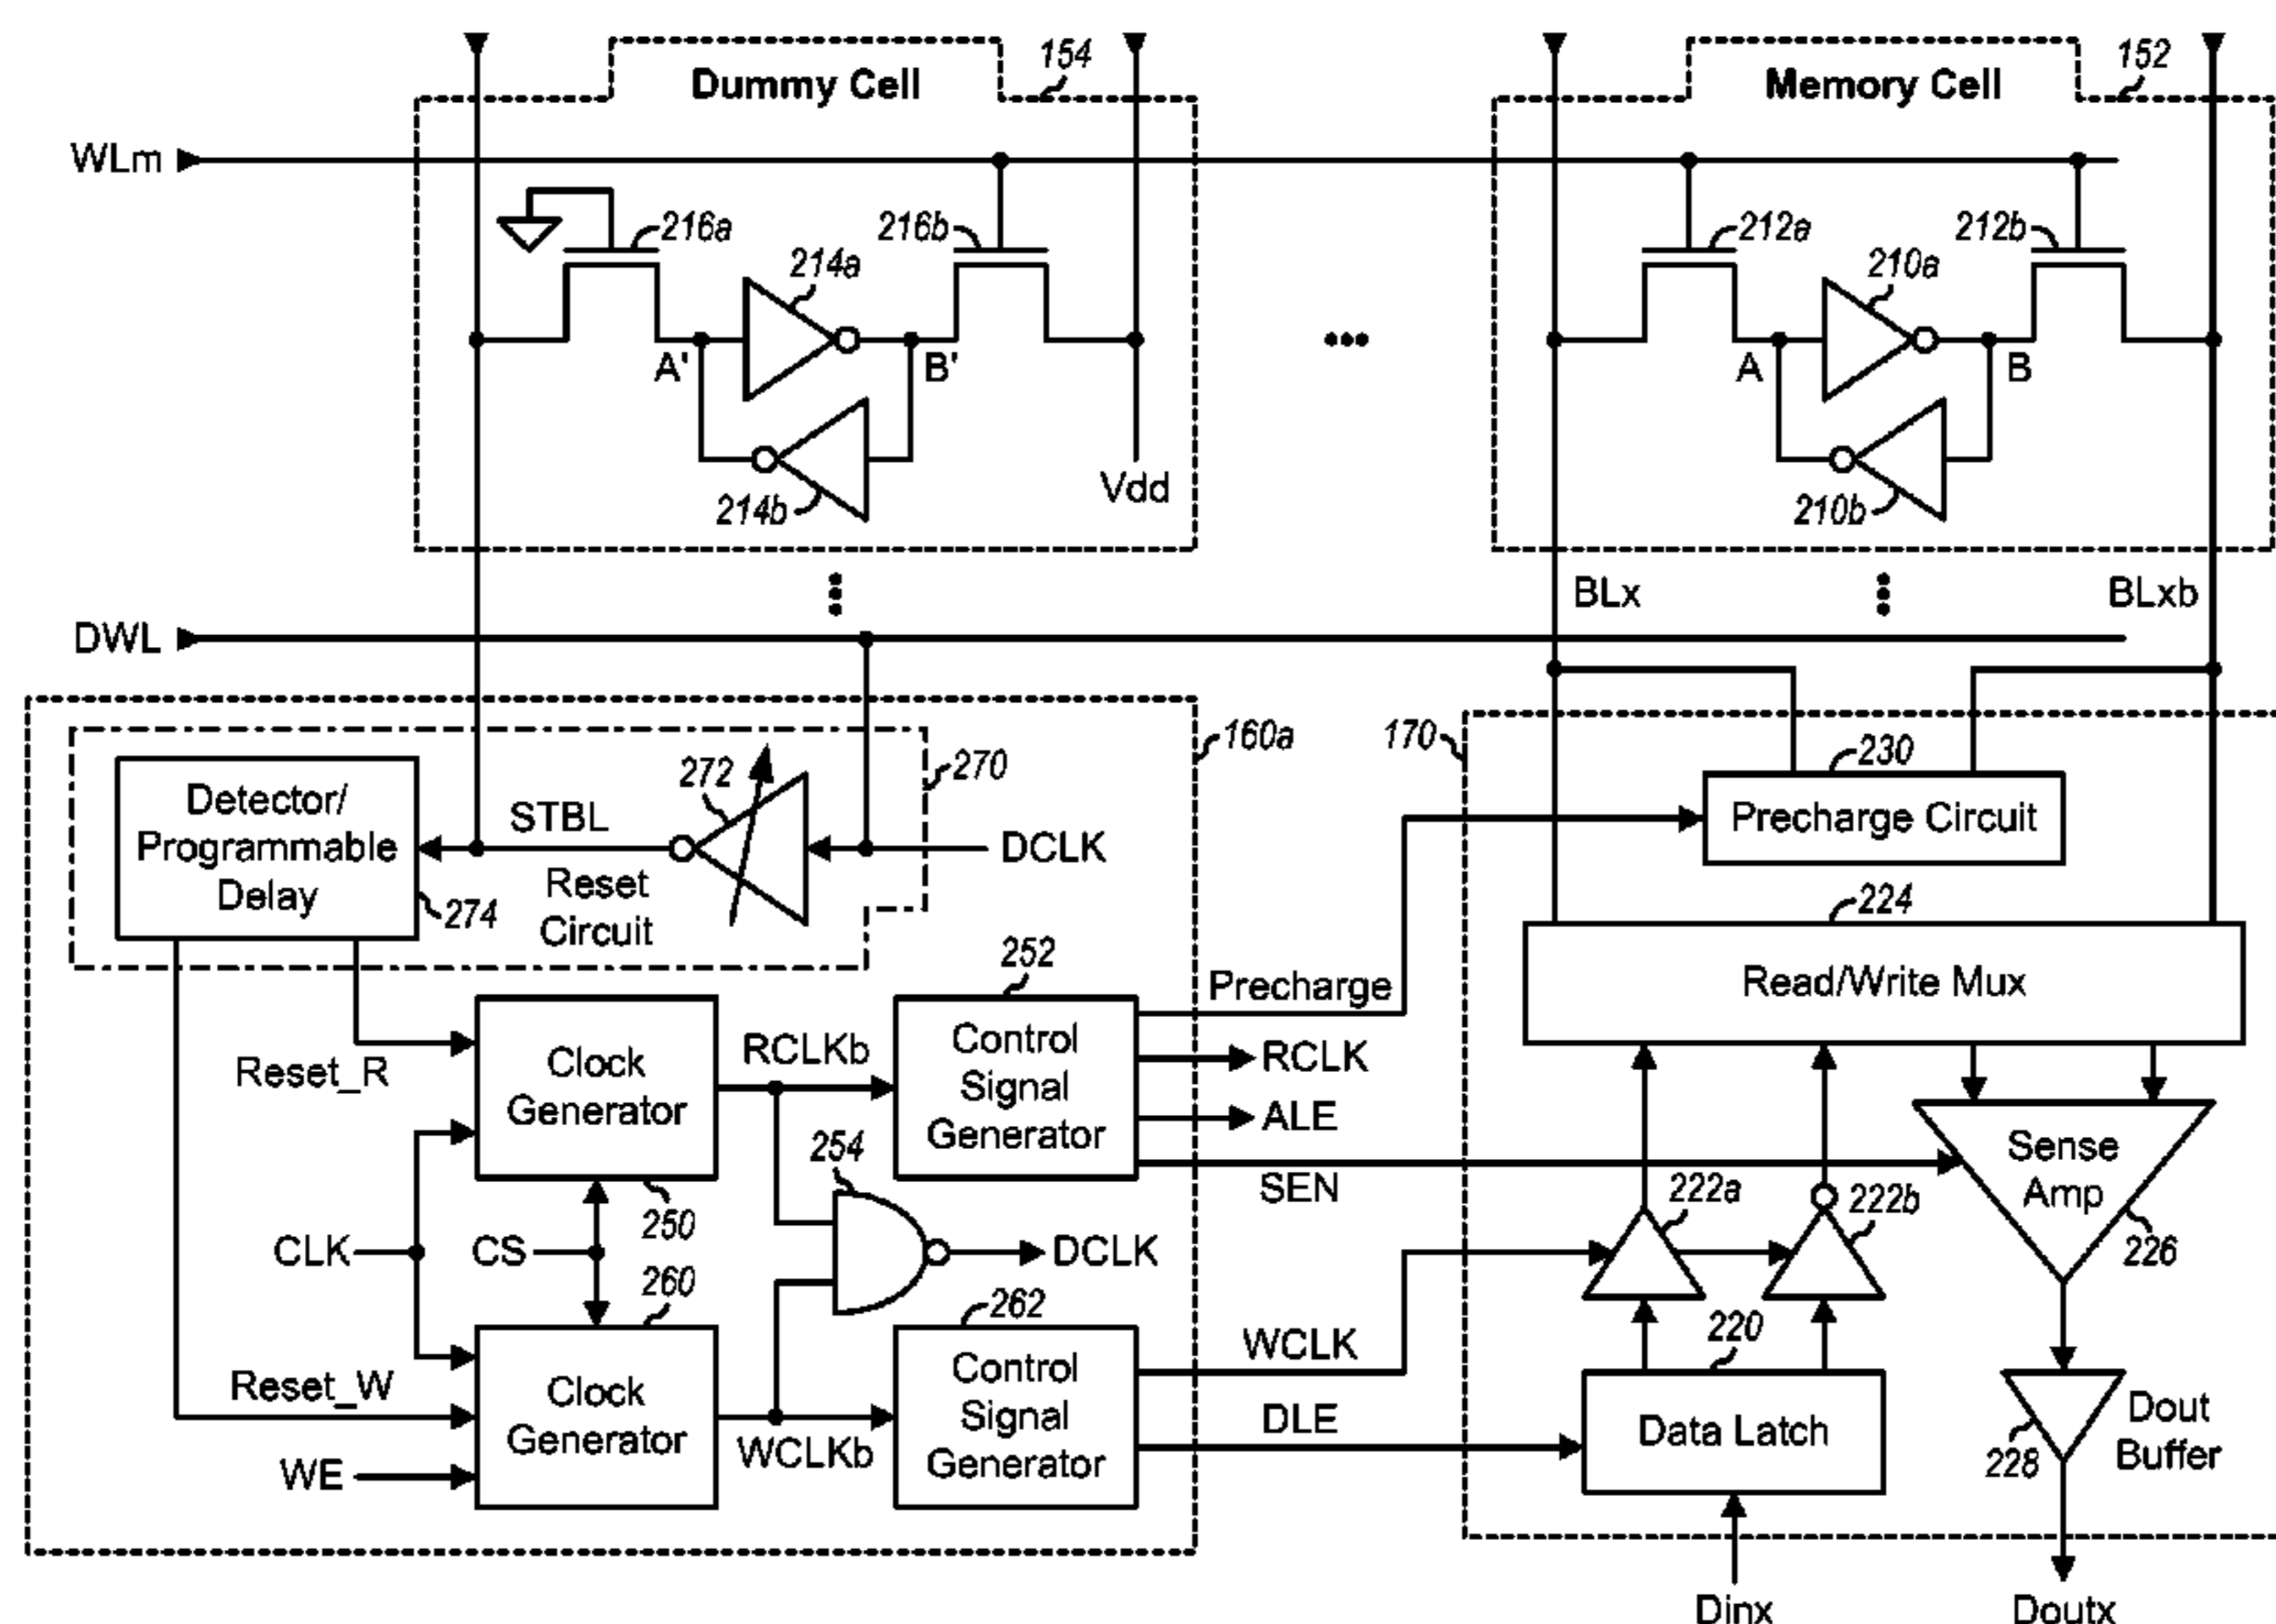 Dummy Cell
154
Memory Cell
152
WLm
216a
216b
214a
A'
B'
214b
Vdd
212a
212b
210a
A
B
210b
BLx
BLxb
DWL
160a
170
270
Detector/
Programmable
Delay
274
STBL
272
Reset
Circuit
DCLK
230
Precharge Circuit
224
Read/Write Mux
Reset_R
Clock
Generator
250
RCLKb
252
Control
Signal
Generator
Precharge
RCLK
ALE
SEN
254
DCLK
CLK
CS
260
Reset_W
WE
Clock
Generator
WCLKb
262
Control
Signal
Generator
WCLK
DLE
222a
222b
Sense
Amp
226
220
Data Latch
228
Dout
Buffer
Dinx
Doutx